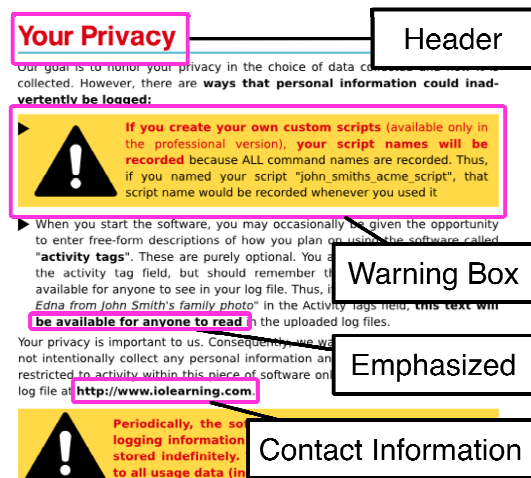 Your Privacy
Header
Our goal is to honor your privacy in the choice of data collected and how it is
collected. However, there are ways that personal information could inad-
vertently be logged:
If you create your own custom scripts (available only in
the professional version), your script names will be
recorded because ALL command names are recorded. Thus,
if you named your script "john_smiths_acme_script", that
script name would be recorded whenever you used it
Warning Box
When you start the software, you may occasionally be given the opportunity
to enter free-form descriptions of how you plan on using the software called
"activity tags". These are purely optional. You
the activity tag field, but should remember
available for anyone to see in your log file. Thus,
Edna from John Smith's family photo" in the Activity Tags field, this text will
be available for anyone to read in the uploaded log files.
Emphasized
Your privacy is important to us. Consequently, we
not intentionally collect any personal information
restricted to activity within this piece of software
log file at http://www.iolearning.com.
Contact Information
Periodically, the
logging information
stored indefinitely.
to all usage data